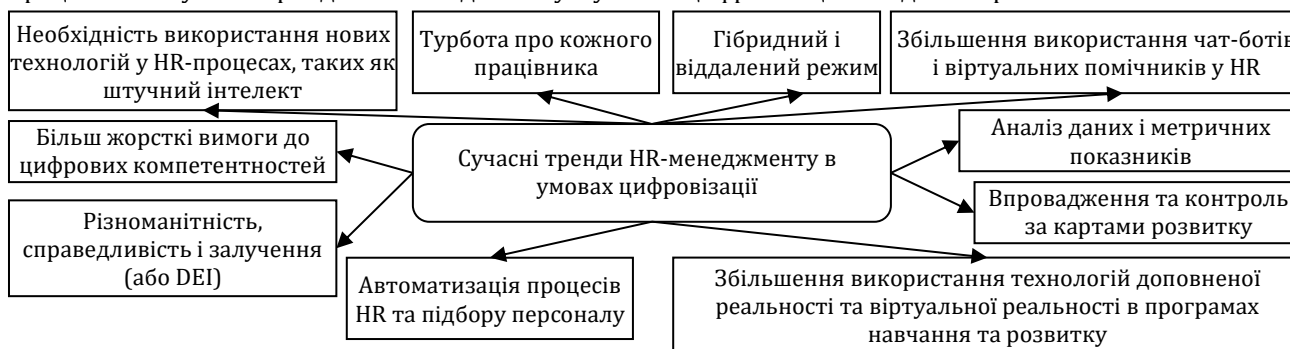 Необхідність використання нових
технологій у HR-процесах, таких як
штучний інтелект
Турбота про кожного
працівника
Гібридний і
віддалений режим
Збільшення використання чат-ботів
і віртуальних помічників у HR
Більш жорсткі вимоги до
цифрових компетентностей
Сучасні тренди HR-менеджменту в
умовах цифровізації
Аналіз даних і метричних
показників
Впровадження та контроль
за картами розвитку
Різноманітність,
справедливість і залучення
(або DEI)
Автоматизація процесів
HR та підбору персоналу
Збільшення використання технологій доповненої
реальності та віртуальної реальності в програмах
навчання та розвитку